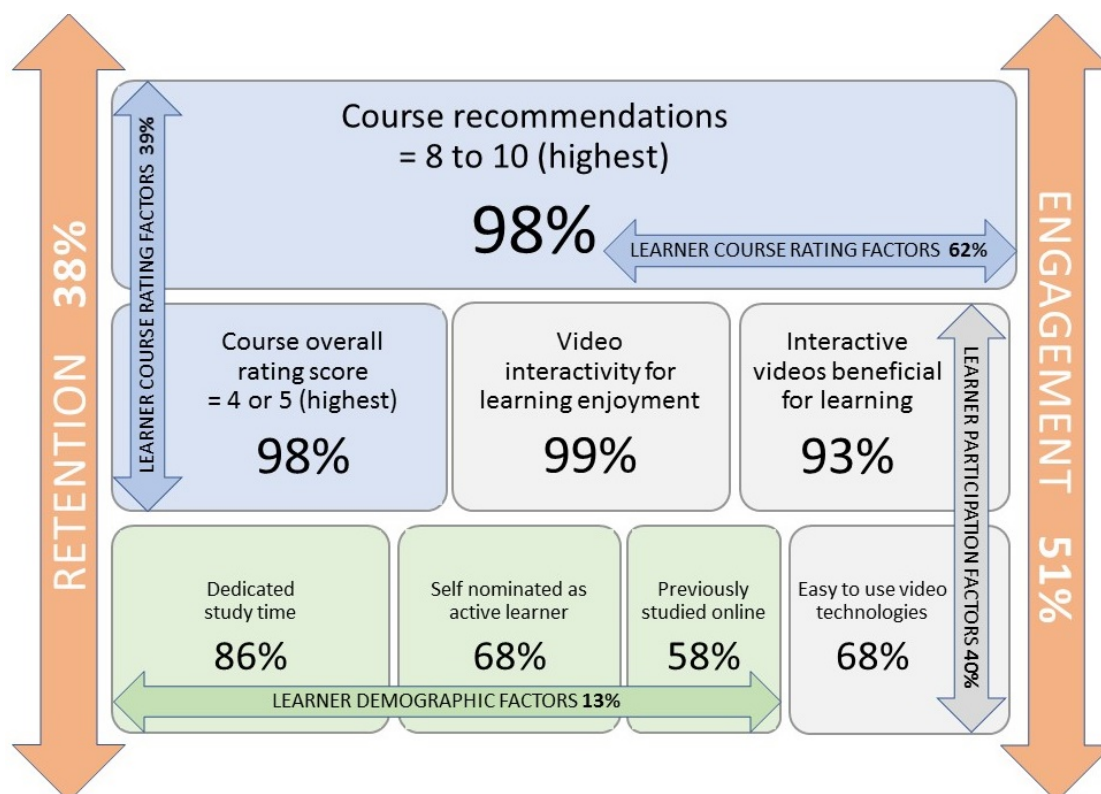 RETENTION 38%
LEARNER COURSE RATING FACTORS 39%
Course recommendations
= 8 to 10 (highest)
98%
LEARNER COURSE RATING FACTORS 62%
Course overall
rating score
= 4 or 5 (highest)
98%
Video
interactivity for
learning enjoyment
99%
Interactive
videos beneficial
for learning
93%
LEARNER PARTICIPATION FACTORS 40%
Dedicated
study time
86%
Self nominated as
active learner
68%
Previously
studied online
58%
Easy to use video
technologies
68%
LEARNER DEMOGRAPHIC FACTORS 13%
ENGAGEMENT 51%